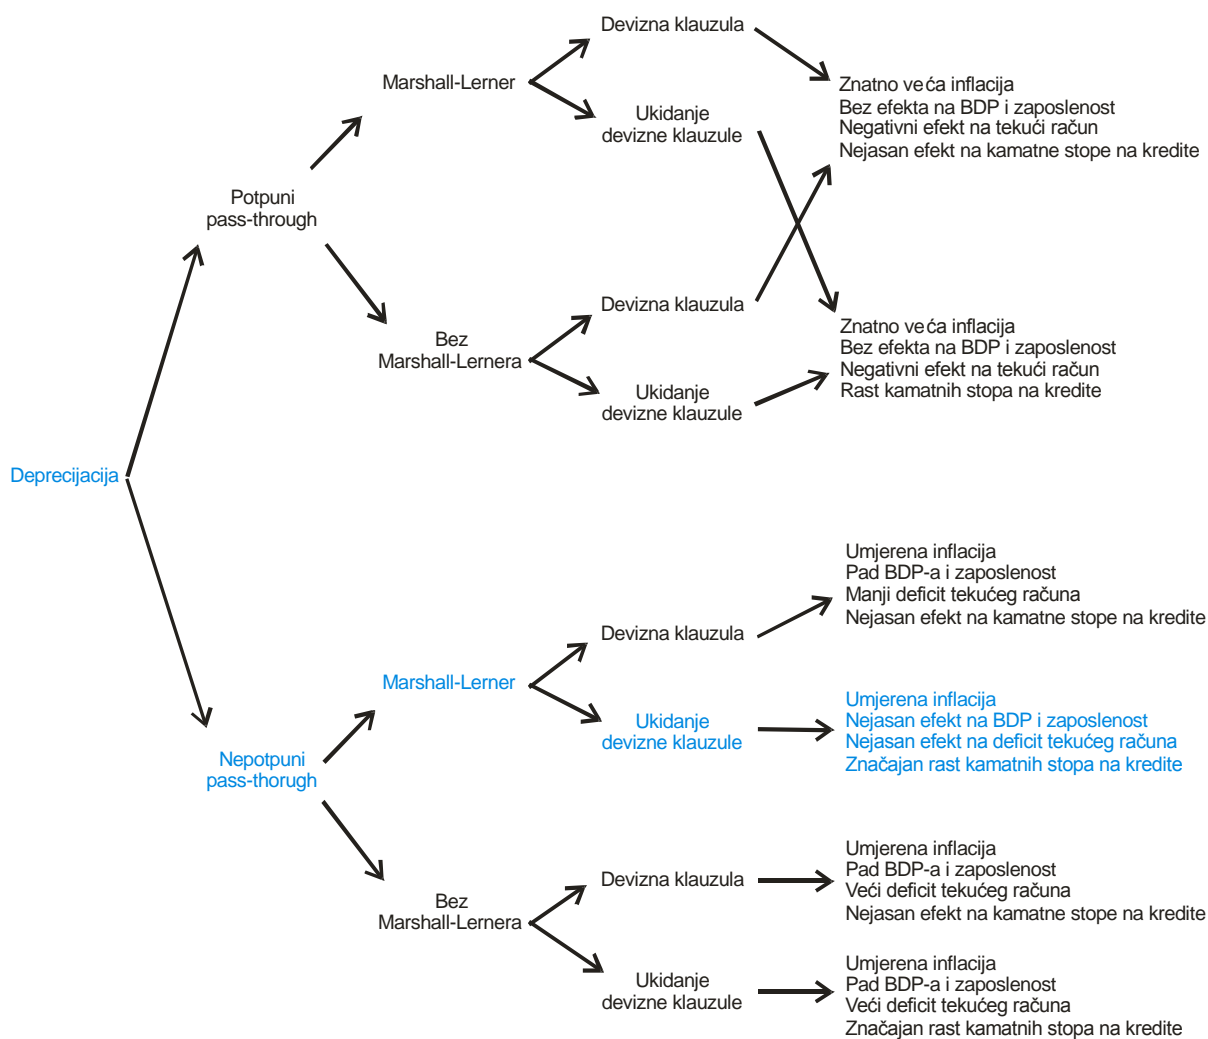 Devizna klauzula
Marshall-Lerner
Ukidanje
devizne klauzule
Znatno veća inflacija
Bez efekta na BDP i zaposlenost
Negativni efekt na tekući račun
Nejasan efekt na kamatne stope na kredite
Potpuni
pass-through
Devizna klauzula
Bez
Marshall-Lernera
Ukidanje
devizne klauzule
Znatno veća inflacija
Bez efekta na BDP i zaposlenost
Negativni efekt na tekući račun
Rast kamatnih stopa na kredite
Deprecijacija
Umjerena inflacija
Pad BDP-a i zaposlenost
Manji deficit tekućeg računa
Nejasan efekt na kamatne stope na kredite
Devizna klauzula
Marshall-Lerner
Ukidanje
devizne klauzule
Umjerena inflacija
Nejasan efekt na BDP i zaposlenost
Nejasan efekt na deficit tekućeg računa
Značajan rast kamatnih stopa na kredite
Nepotpuni
pass-thorugh
Devizna klauzula
Umjerena inflacija
Pad BDP-a i zaposlenost
Veći deficit tekućeg računa
Nejasan efekt na kamatne stope na kredite
Bez
Marshall-Lernera
Ukidanje
devizne klauzule
Umjerena inflacija
Pad BDP-a i zaposlenost
Veći deficit tekućeg računa
Značajan rast kamatnih stopa na kredite